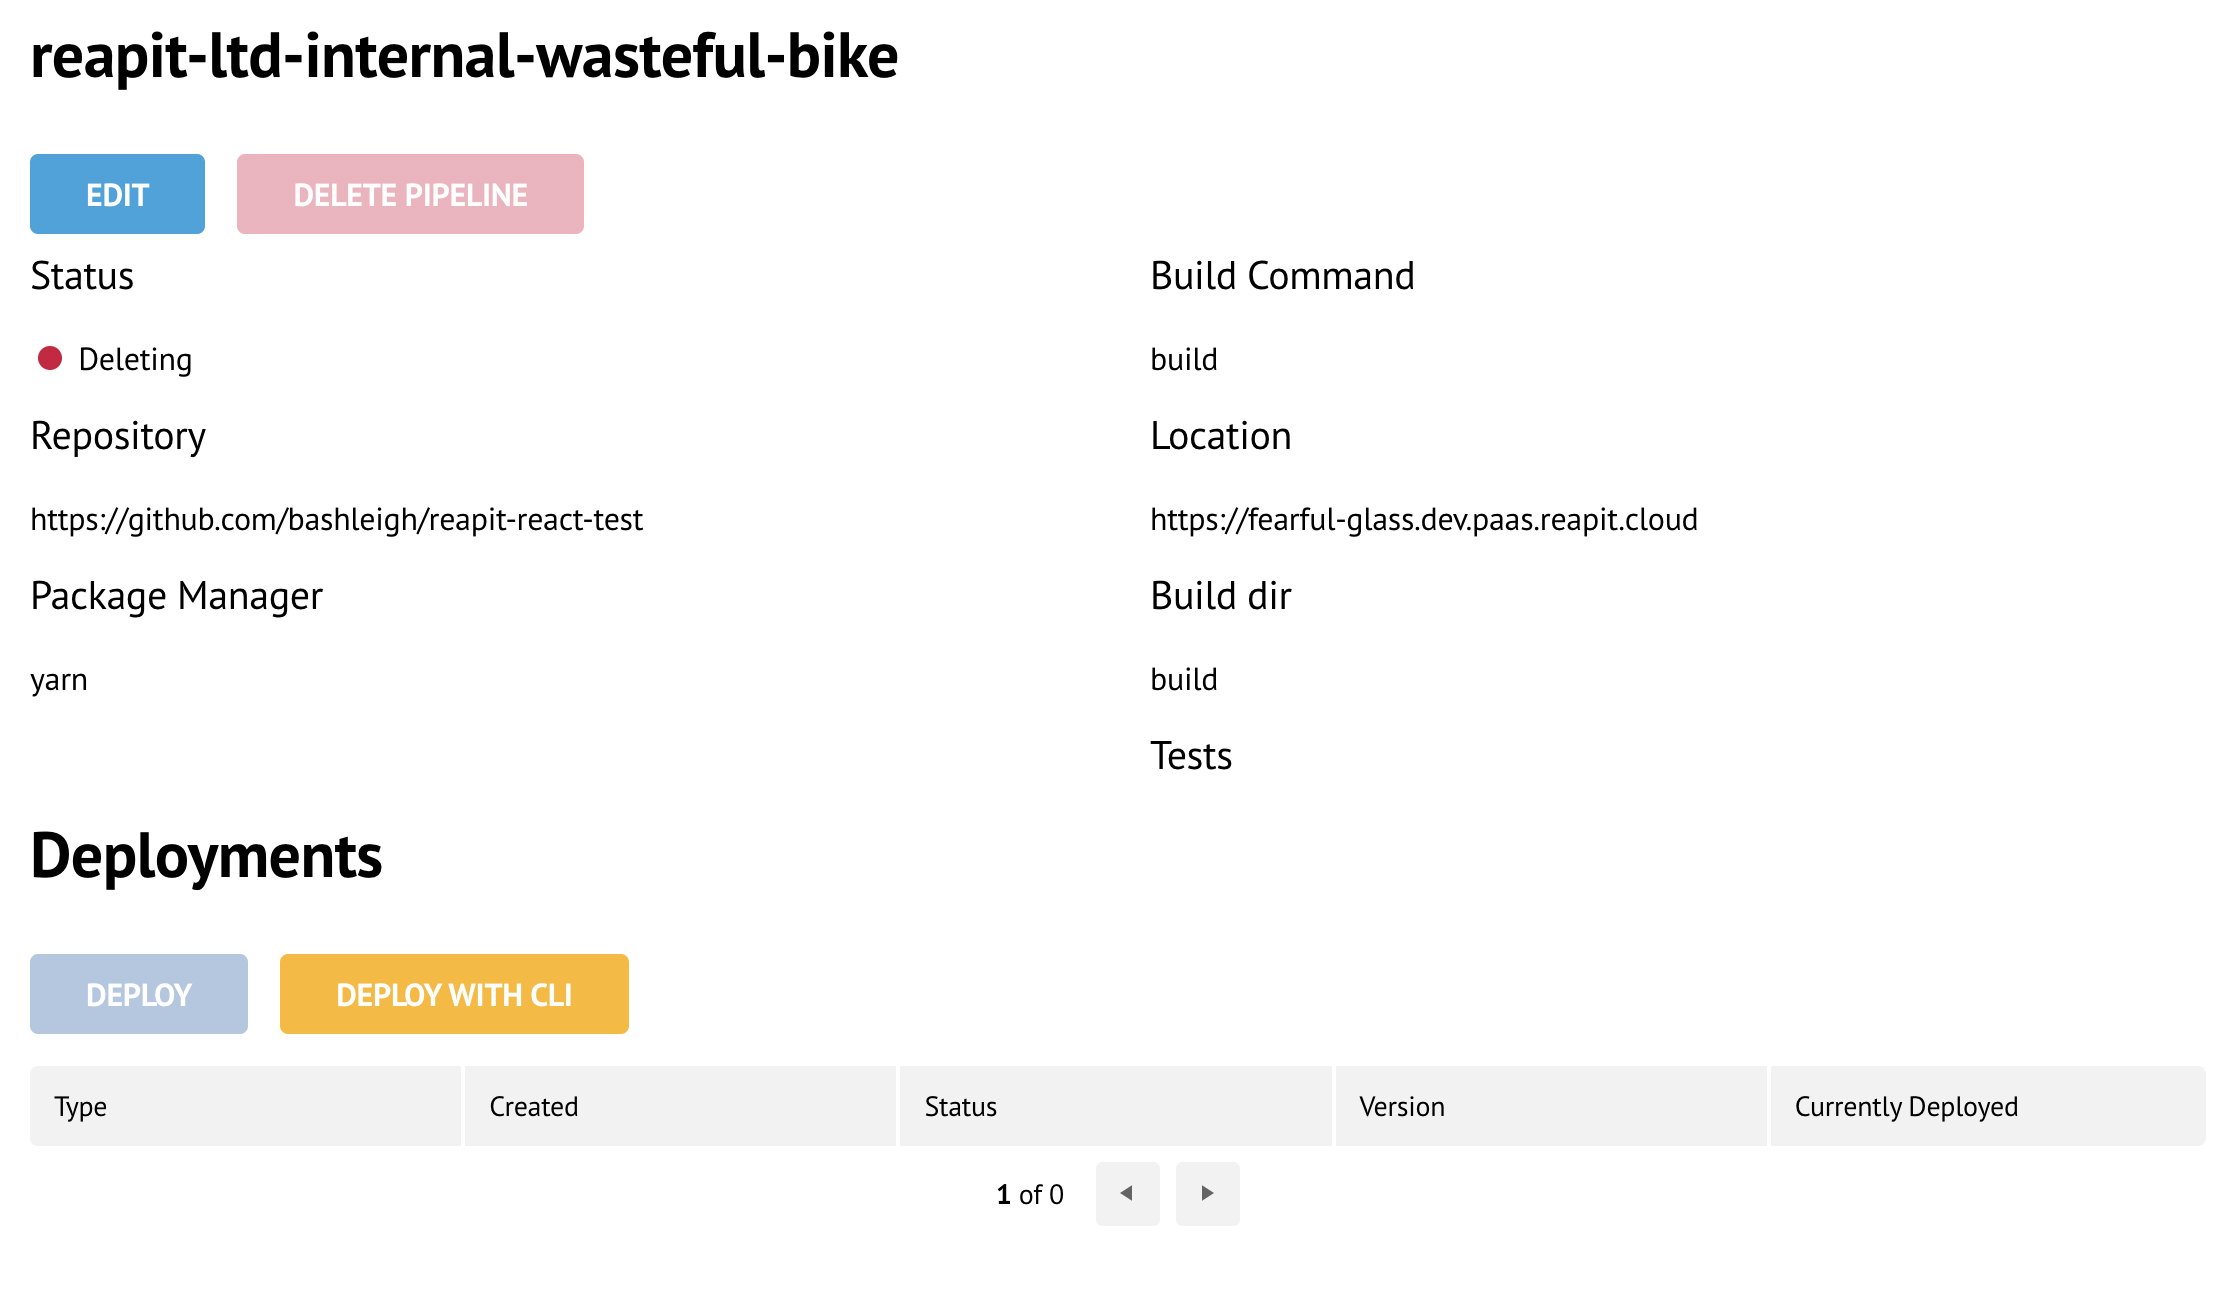 reapit-ltd-internal-wasteful-bike
EDIT
DELETE PIPELINE
Status
Build Command
Deleting
build
Repository
Location
https://github.com/bashleigh/reapit-react-test
https://fearful-glass.dev.paas.reapit.cloud
Package Manager
Build dir
yarn
build
Tests
Deployments
DEPLOY
DEPLOY WITH CLI
Type
Created
Status
Version
Currently Deployed
1 of 0